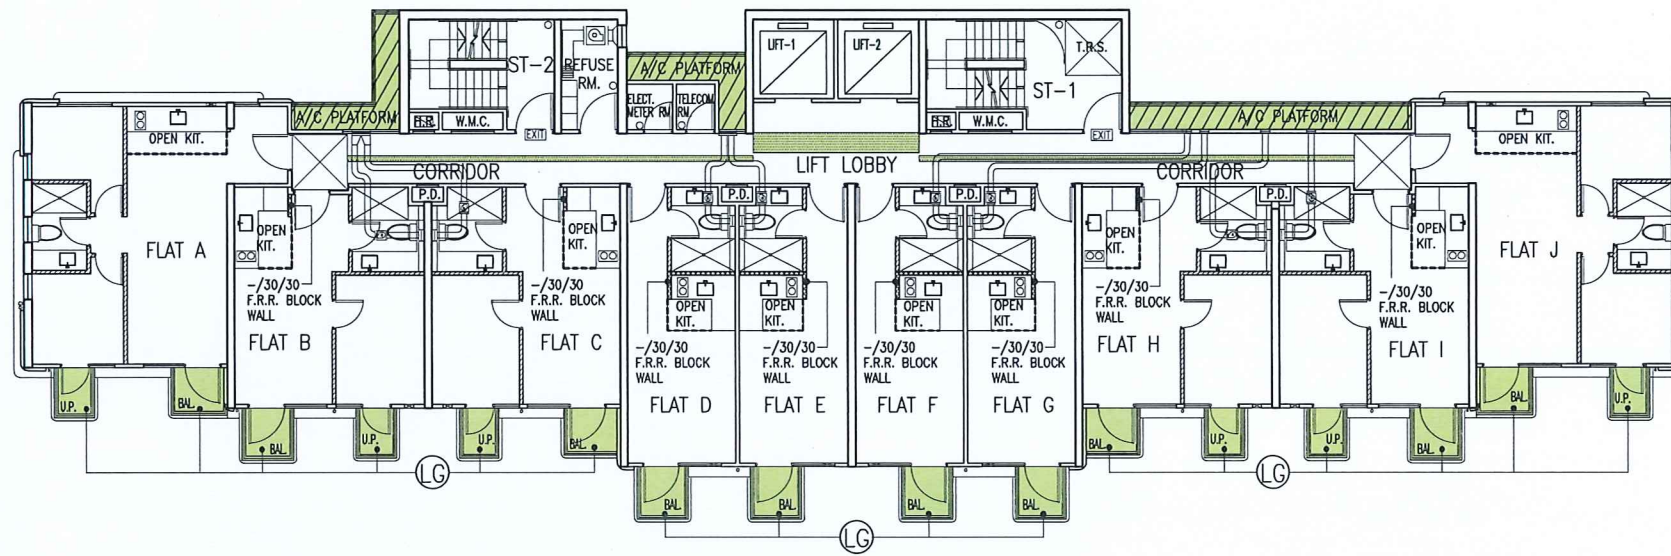 LIFT-1
LIFT-2
T.R.S.
ST-2
REFUSE
RM.
A/C PLATFORM
ST-1
ELECT.
METER RM
TELECOM
RM.
A/C PLATFORM
H.R.
W.M.C.
EXIT
H.R.
W.M.C.
EXIT
A/C PLATFORM
OPEN KIT.
OPEN KIT.
CORRIDOR
LIFT LOBBY
CORRIDOR
P.D.
P.D.
P.D.
P.D.
FLAT A
OPEN
KIT.
OPEN
KIT.
OPEN
KIT.
OPEN
KIT.
FLAT J
-/30/30
F.R.R. BLOCK
WALL
-/30/30
F.R.R. BLOCK
WALL
OPEN
KIT.
OPEN
KIT.
OPEN
KIT.
OPEN
KIT.
-/30/30
F.R.R. BLOCK
WALL
-/30/30
F.R.R. BLOCK
WALL
FLAT B
FLAT C
-/30/30
F.R.R. BLOCK
WALL
-/30/30
F.R.R. BLOCK
WALL
-/30/30
F.R.R. BLOCK
WALL
-/30/30
F.R.R. BLOCK
WALL
FLAT H
FLAT I
FLAT D
FLAT E
FLAT F
FLAT G
U.P.
BAL.
BAL.
U.P.
BAL.
U.P.
U.P.
BAL.
BAL.
U.P.
U.P.
BAL.
LG
LG
BAL.
BAL.
BAL.
BAL.
LG